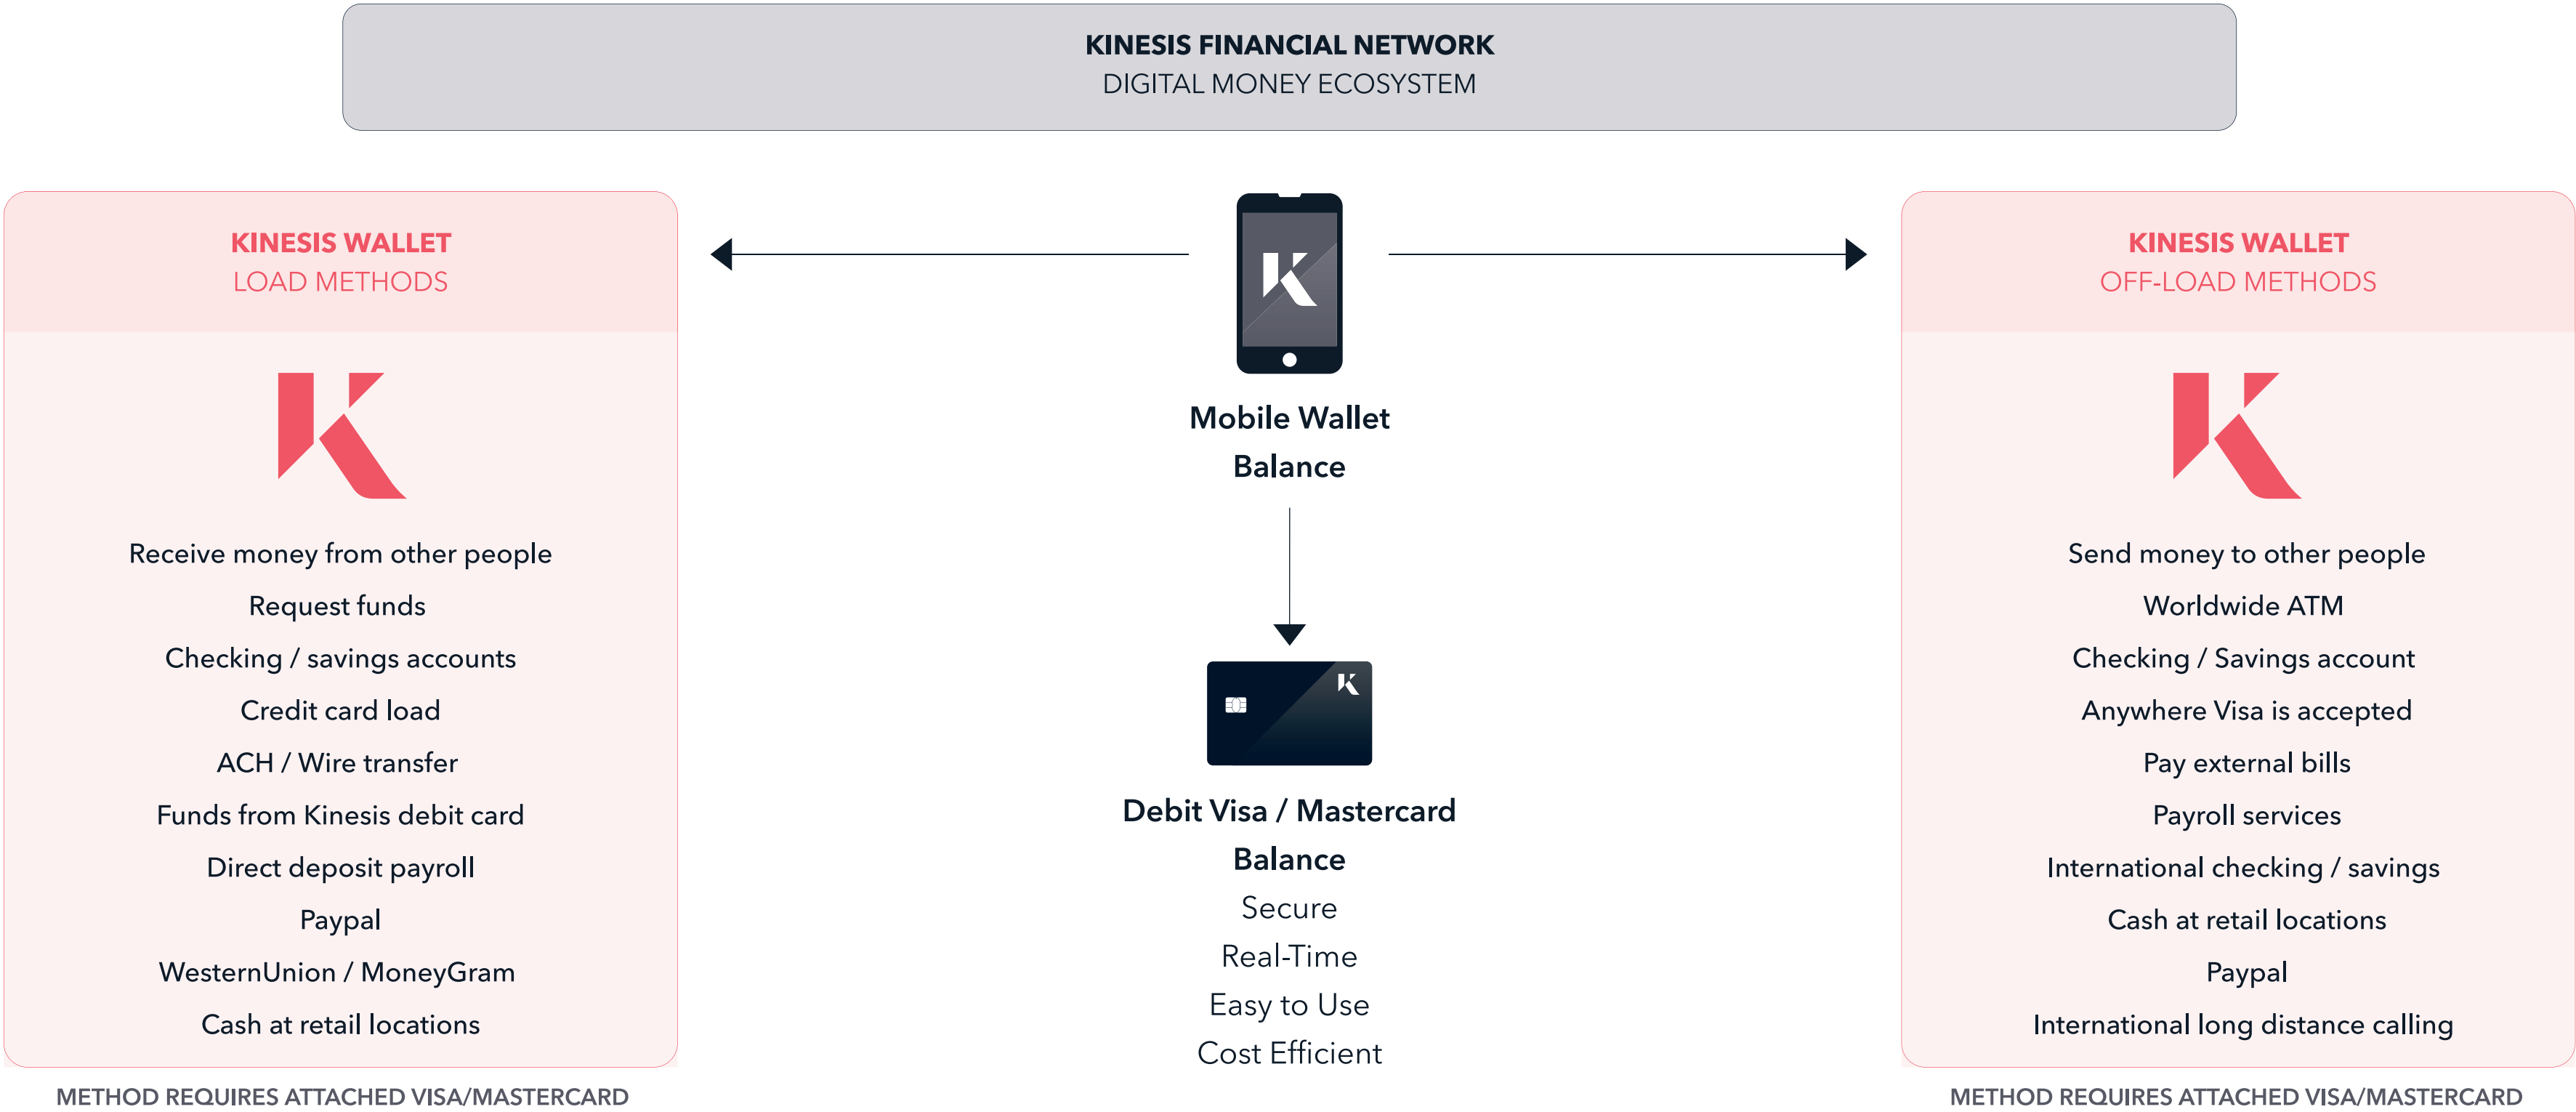 KINESIS FINANCIAL NETWORK
DIGITAL MONEY ECOSYSTEM
KINESIS WALLET
LOAD METHODS
Receive money from other people
Request funds
Checking / savings accounts
Credit card load
ACH / Wire transfer
Funds from Kinesis debit card
Direct deposit payroll
Paypal
WesternUnion / MoneyGram
Cash at retail locations
METHOD REQUIRES ATTACHED VISA/MASTERCARD
Mobile Wallet
Balance
Debit Visa / Mastercard
Balance
Secure
Real-Time
Easy to Use
Cost Efficient
KINESIS WALLET
OFF-LOAD METHODS
Send money to other people
Worldwide ATM
Checking / Savings account
Anywhere Visa is accepted
Pay external bills
Payroll services
International checking / savings
Cash at retail locations
Paypal
International long distance calling
METHOD REQUIRES ATTACHED VISA/MASTERCARD